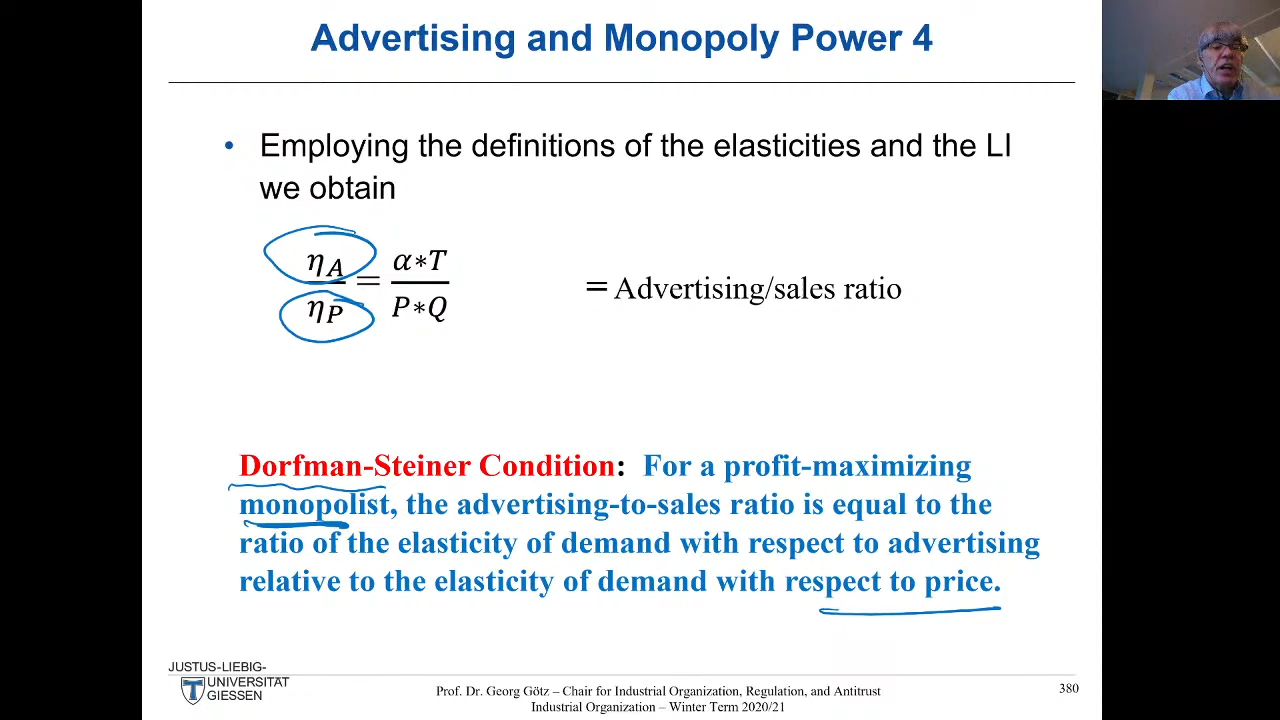 Advertising and Monopoly Power 4
• Employing the definitions of the elasticities and the LI
we obtain
η_A / η_P = α*T / P*Q = Advertising/sales ratio
Dorfman-Steiner Condition: For a profit-maximizing
monopolist, the advertising-to-sales ratio is equal to the
ratio of the elasticity of demand with respect to advertising
relative to the elasticity of demand with respect to price.
JUSTUS-LIEBIG-
UNIVERSITÄT
GIESSEN
Prof. Dr. Georg Götz – Chair for Industrial Organization, Regulation, and Antitrust
Industrial Organization – Winter Term 2020/21
380